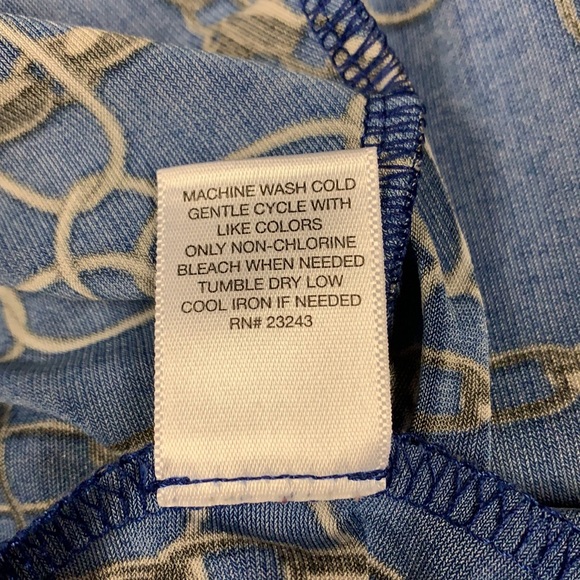 MACHINE WASH COLD
GENTLE CYCLE WITH
LIKE COLORS
ONLY NON-CHLORINE
BLEACH WHEN NEEDED
TUMBLE DRY LOW
COOL IRON IF NEEDED
RN# 23243